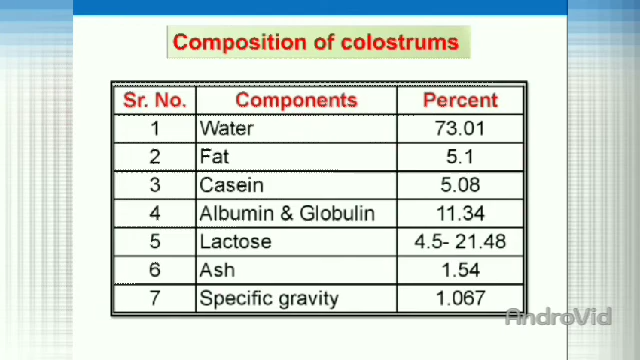 Composition of colostrums
Sr. No. Components Percent
1 Water 73.01
2 Fat 5.1
3 Casein 5.08
4 Albumin & Globulin 11.34
5 Lactose 4.5- 21.48
6 Ash 1.54
7 Specific gravity 1.067
AndroVid